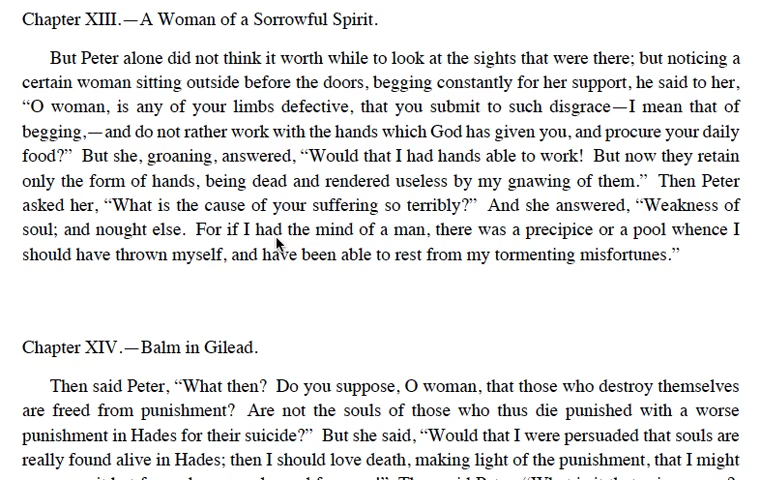 Chapter XIII.—A Woman of a Sorrowful Spirit.
But Peter alone did not think it worth while to look at the sights that were there; but noticing a
certain woman sitting outside before the doors, begging constantly for her support, he said to her,
“O woman, is any of your limbs defective, that you submit to such disgrace—I mean that of
begging,—and do not rather work with the hands which God has given you, and procure your daily
food?” But she, groaning, answered, “Would that I had hands able to work! But now they retain
only the form of hands, being dead and rendered useless by my gnawing of them.” Then Peter
asked her, “What is the cause of your suffering so terribly?” And she answered, “Weakness of
soul; and nought else. For if I had the mind of a man, there was a precipice or a pool whence I
should have thrown myself, and have been able to rest from my tormenting misfortunes.”
Chapter XIV.—Balm in Gilead.
Then said Peter, “What then? Do you suppose, O woman, that those who destroy themselves
are freed from punishment? Are not the souls of those who thus die punished with a worse
punishment in Hades for their suicide?” But she said, “Would that I were persuaded that souls are
really found alive in Hades; then I should love death, making light of the punishment, that I might